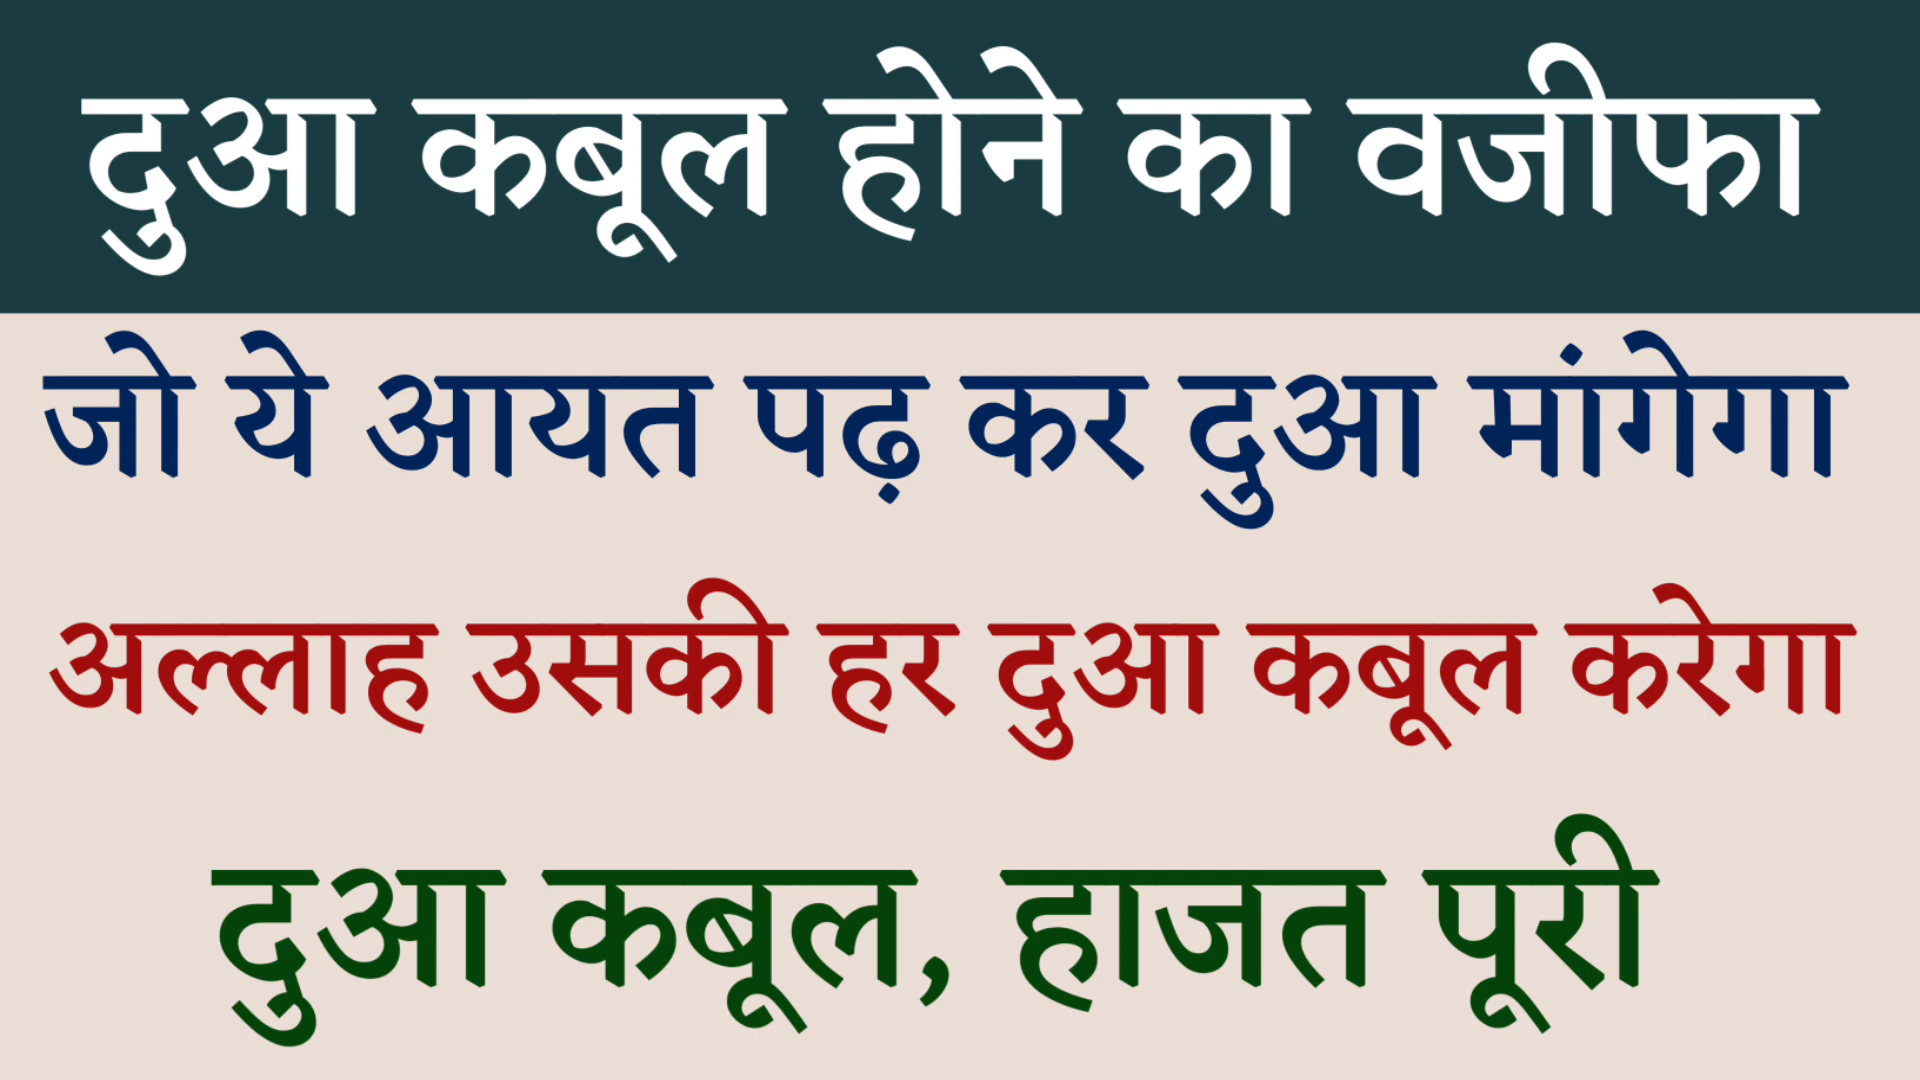 दुआ कबूल होने का वजीफा
जो ये आयत पढ़ कर दुआ मांगेगा
अल्लाह उसकी हर दुआ कबूल करेगा
दुआ कबूल, हाजत पूरी